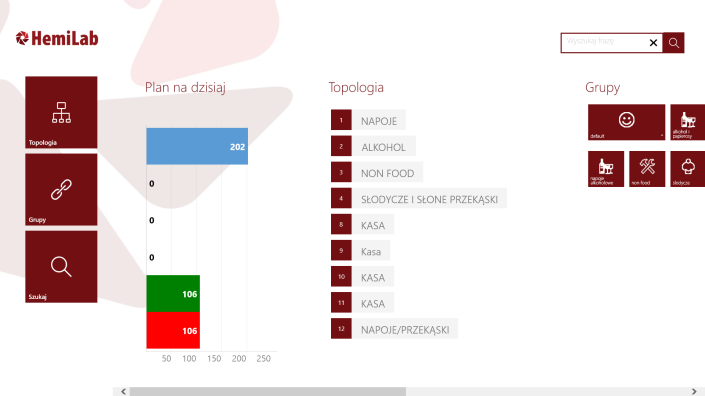 HemiLab
Wyszukaj frazy
Plan na dzisiaj
Topologia
Grupy
Topologia
Grupy
Szukaj
202
0
0
0
106
106
50 100 150 200 250
1 NAPOJE
2 ALKOHOL
3 NON FOOD
4 SŁODYCZE I SŁONE PRZEKĄSKI
8 KASA
9 Kasa
10 KASA
11 KASA
12 NAPOJE/PRZEKĄSKI
default
alkohol i
papierosy
napoje
alkoholowe
non food
słodycze